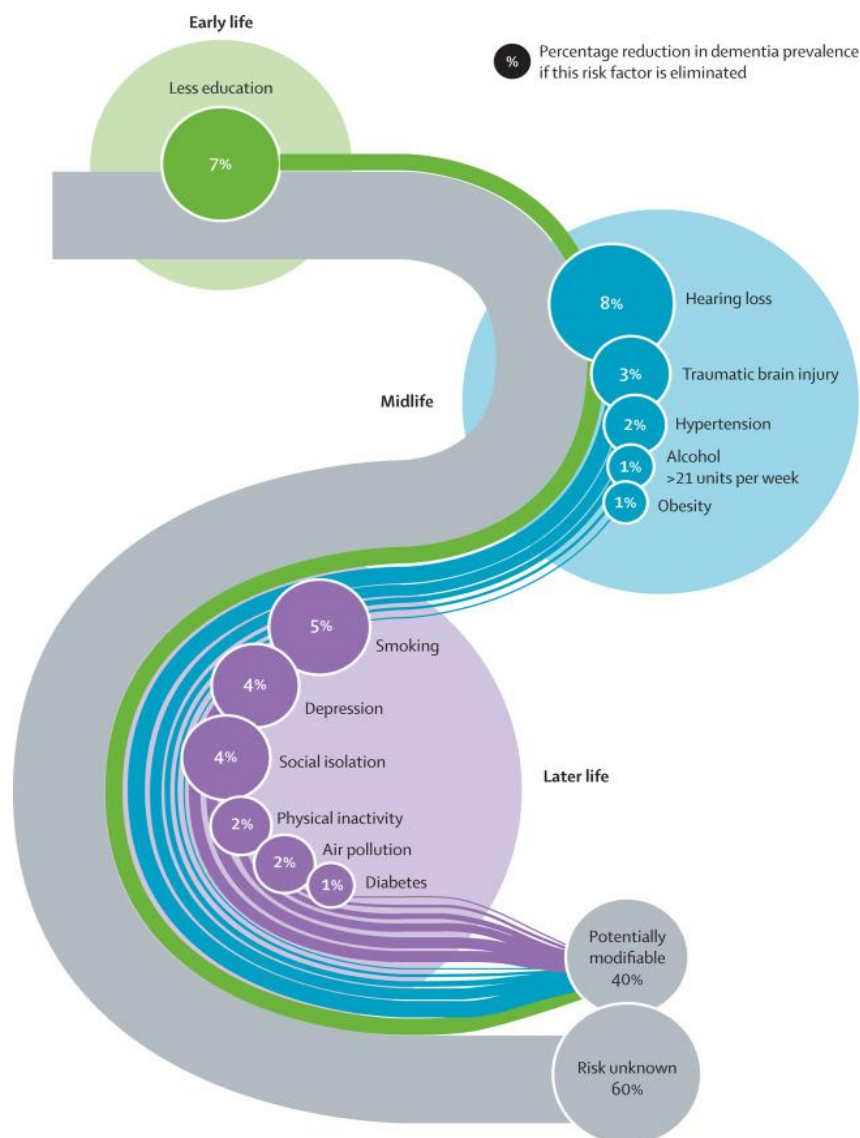 Early life
% Percentage reduction in dementia prevalence
if this risk factor is eliminated
Less education
7%
8% Hearing loss
3% Traumatic brain injury
Midlife
2% Hypertension
1% Alcohol
>21 units per week
1% Obesity
5% Smoking
4% Depression
4% Social isolation
Later life
2% Physical inactivity
2% Air pollution
1% Diabetes
Potentially
modifiable
40%
Risk unknown
60%